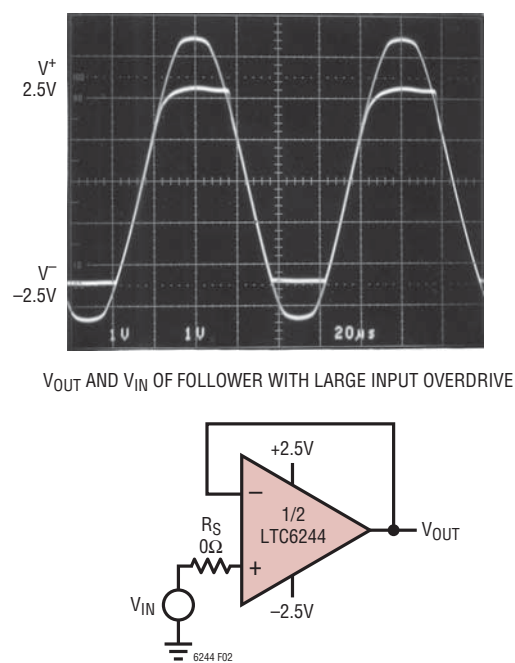 V+
2.5V
V–
–2.5V
1V 1V 20µs
VOUT AND VIN OF FOLLOWER WITH LARGE INPUT OVERDRIVE
+2.5V
–
1/2
LTC6244
VOUT
RS
0Ω
+
VIN
–2.5V
6244 F02